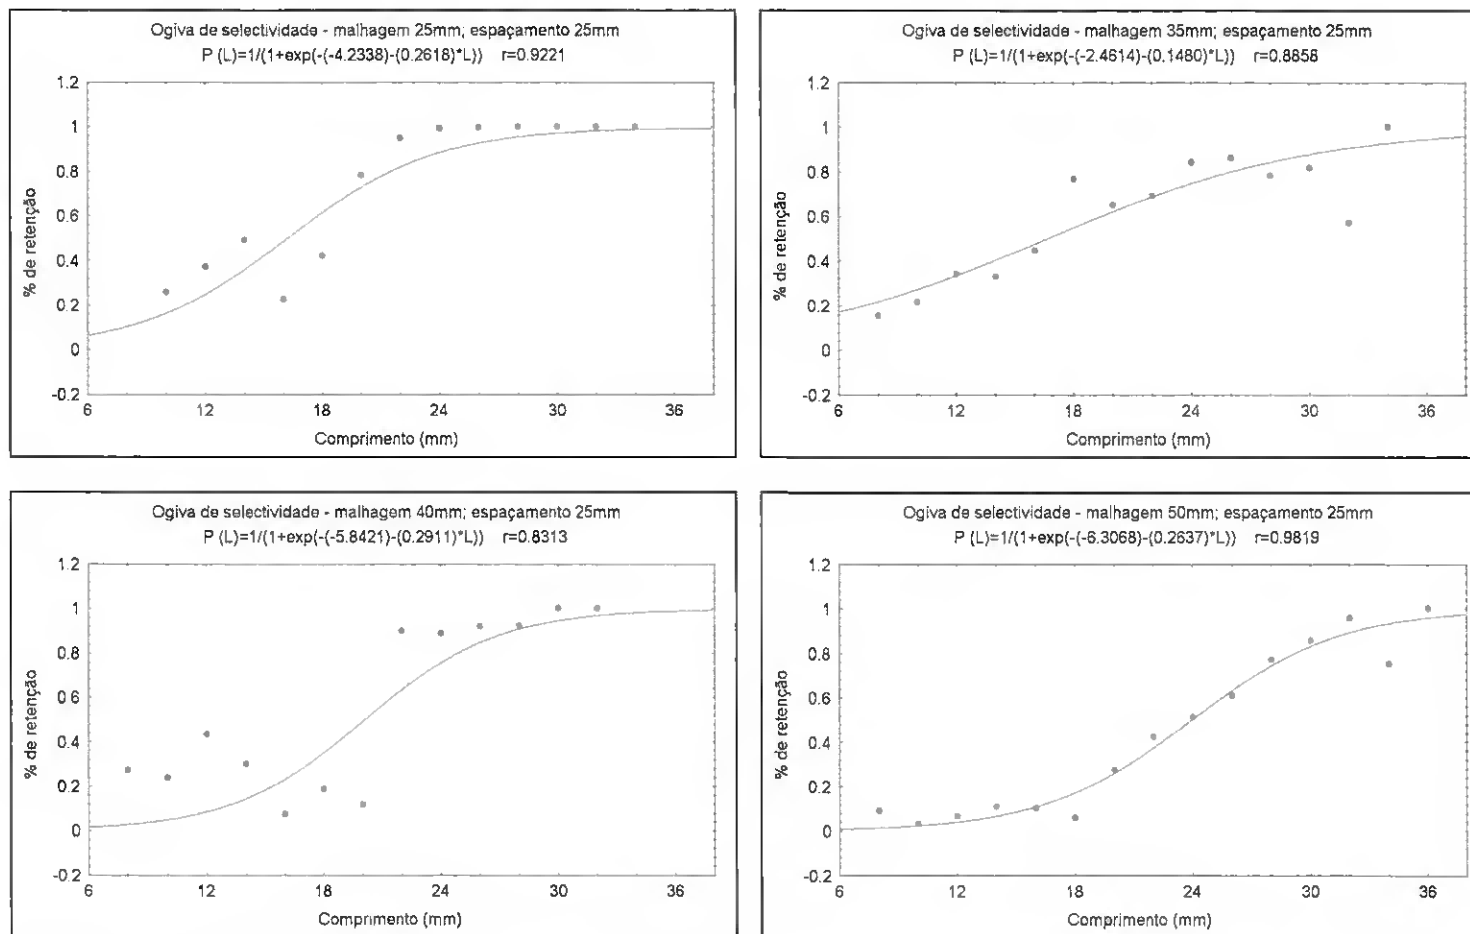 Ogiva de selectividade - malhagem 25mm; espaçamento 25mm
P (L)=1/(1+exp(-(-4.2338)-(0.2618)*L)) r=0.9221
1.2
1
0.8
0.6
0.4
0.2
0
-0.2
% de retenção
6 12 18 24 30 36
Comprimento (mm)
Ogiva de selectividade - malhagem 35mm; espaçamento 25mm
P (L)=1/(1+exp(-(-2.4614)-(0.1480)*L)) r=0.8858
1.2
1
0.8
0.6
0.4
0.2
0
-0.2
% de retenção
6 12 18 24 30 36
Comprimento (mm)
Ogiva de selectividade - malhagem 40mm; espaçamento 25mm
P (L)=1/(1+exp(-(-5.8421)-(0.2911)*L)) r=0.8313
1.2
1
0.8
0.6
0.4
0.2
0
-0.2
% de retenção
6 12 18 24 30 36
Comprimento (mm)
Ogiva de selectividade - malhagem 50mm; espaçamento 25mm
P (L)=1/(1+exp(-(-6.3068)-(0.2637)*L)) r=0.9819
1.2
1
0.8
0.6
0.4
0.2
0
-0.2
% de retenção
6 12 18 24 30 36
Comprimento (mm)